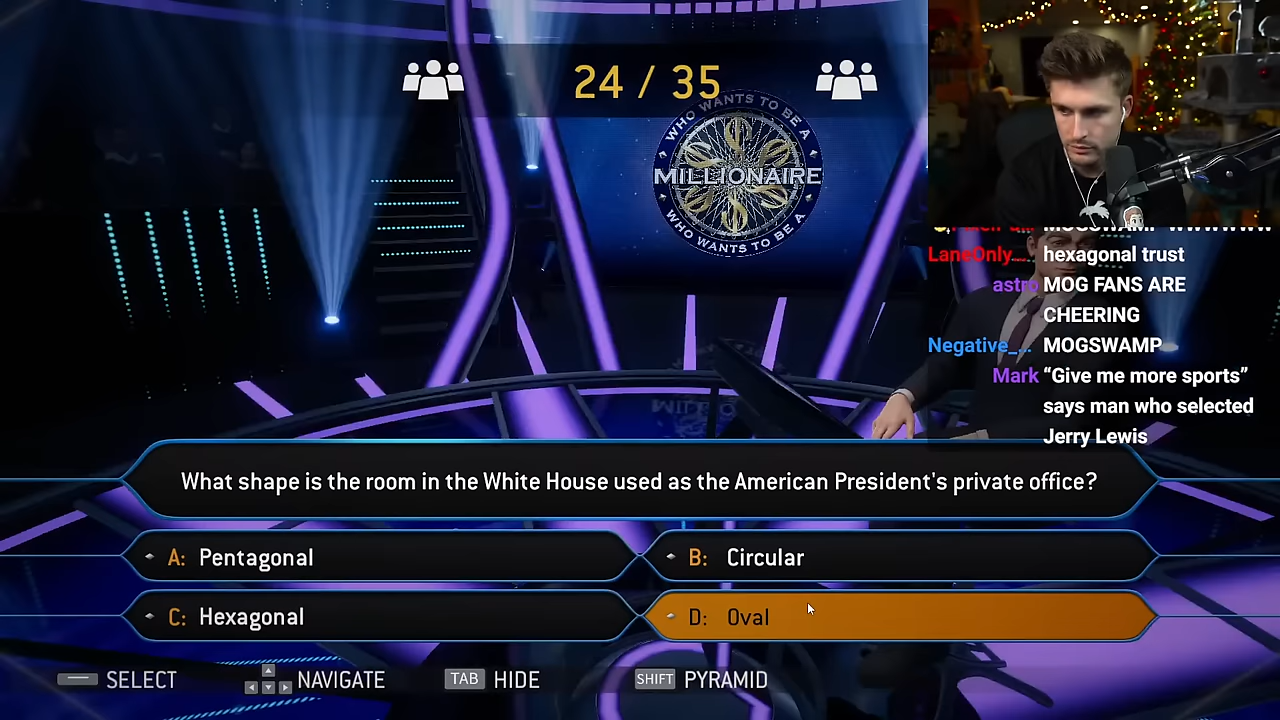 24 / 35
WHO WANTS TO BE A
MILLIONAIRE
WHO WANTS TO BE A
LaneOnly... hexagonal trust
astro MOG FANS ARE
CHEERING
Negative_... MOGSWAMP
Mark “Give me more sports”
says man who selected
Jerry Lewis
What shape is the room in the White House used as the American President's private office?
A: Pentagonal
B: Circular
C: Hexagonal
D: Oval
SELECT
NAVIGATE
TAB HIDE
SHIFT PYRAMID